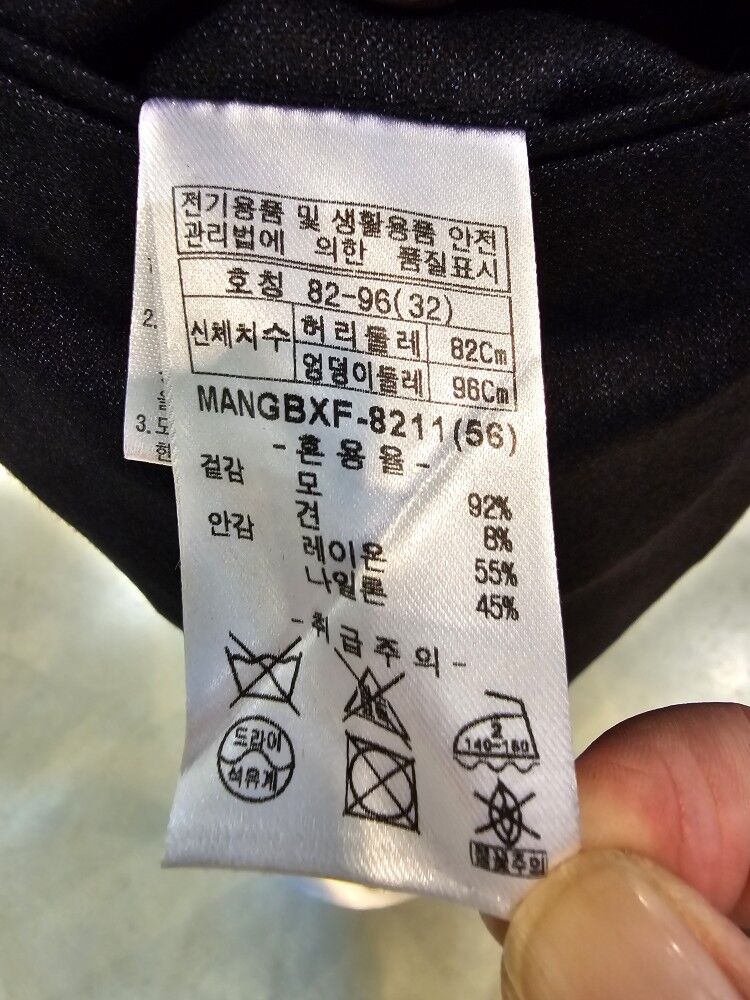 전기용품 및 생활용품 안전
관리법에 의한 품질표시
호칭 82-96(32)
신체치수 허리둘레 82Cm
엉덩이둘레 96Cm
MANGBXF-8211(56)
-혼용율-
겉감 모 92%
견 8%
안감 레이온 55%
나일론 45%
-취급주의-
드라이
석유계
2
140~160
2.
3.